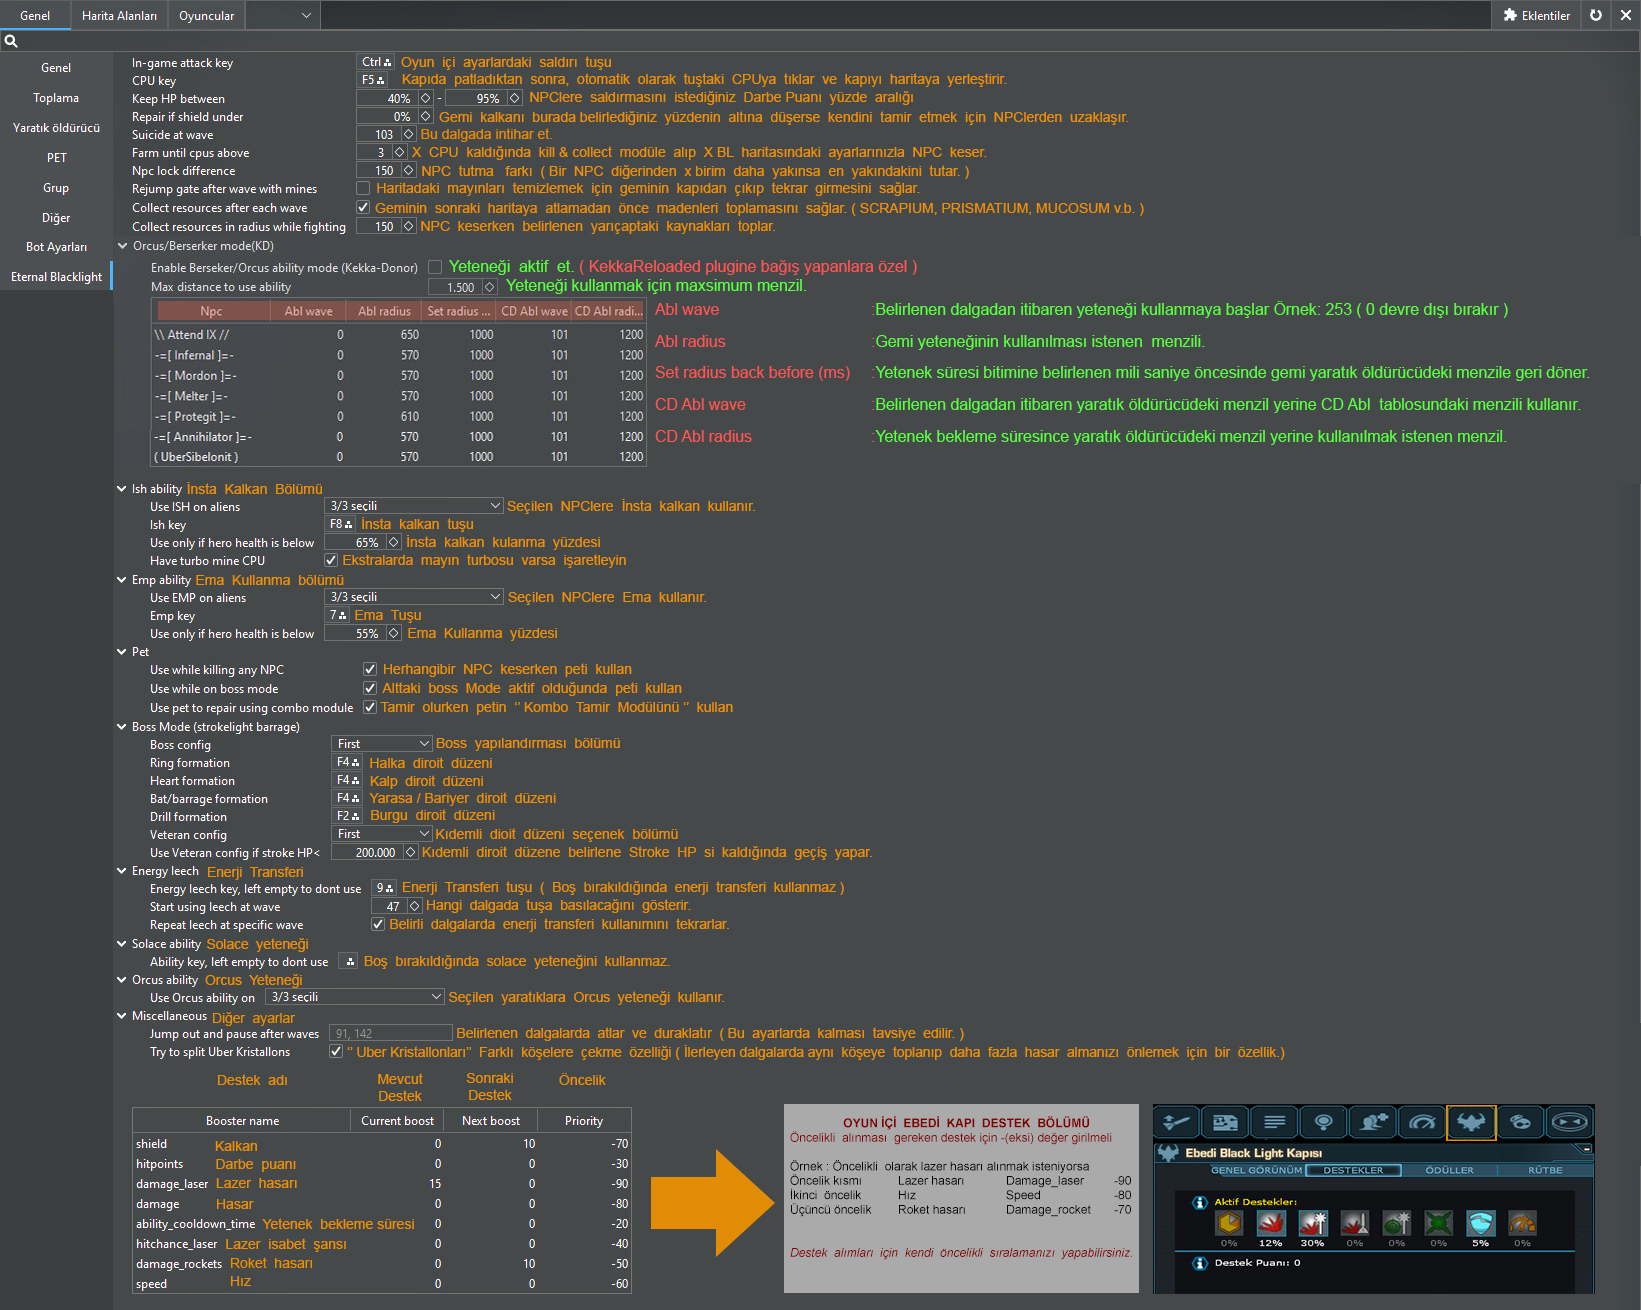 Genel Harita Alanları Oyuncular Eklentiler
Genel
Toplama
Yaratık öldürücü
PET
Grup
Diğer
Bot Ayarları
Eternal Blacklight
In-game attack key Ctrl Oyun içi ayarlardaki saldırı tuşu
CPU key F5 Kapıda patladıktan sonra, otomatik olarak tuştaki CPUya tıklar ve kapıyı haritaya yerleştirir.
Keep HP between 40% - 95% NPClere saldırmasını istediğiniz Darbe Puanı yüzde aralığı
Repair if shield under 0% Gemi kalkanı burada belirlediğiniz yüzdenin altına düşerse kendini tamir etmek için NPClerden uzaklaşır.
Suicide at wave 103 Bu dalgada intihar et.
Farm until cpus above 3 X CPU kaldığında kill & collect modüle alıp X BL haritasındaki ayarlarınızla NPC keser.
Npc lock difference 150 NPC tutma farkı ( Bir NPC diğerinden x birim daha yakınsa en yakındakini tutar. )
Rejump gate after wave with mines Haritadaki mayınları temizlemek için geminin kapıdan çıkıp tekrar girmesini sağlar.
Collect resources after each wave Geminin sonraki haritaya atlamadan önce madenleri toplamasını sağlar. ( SCRAPIUM, PRISMATIUM, MUCOSUM v.b. )
Collect resources in radius while fighting 150 NPC keserken belirlenen yarıçaptaki kaynakları toplar.
Orcus/Berserker mode(KD)
Enable Berseker/Orcus ability mode (Kekka-Donor) Yeteneği aktif et. ( KekkaReloaded plugine bağış yapanlara özel )
Max distance to use ability 1.500 Yeteneği kullanmak için maxsimum menzil.
Npc Abl wave Abl radius Set radius ... CD Abl wave CD Abl radi...
\\ Attend IX // 0 650 1000 101 1200
-=[ Infernal ]=- 0 570 1000 101 1200
-=[ Mordon ]=- 0 570 1000 101 1200
-=[ Melter ]=- 0 570 1000 101 1200
-=[ Protegit ]=- 0 610 1000 101 1200
-=[ Annihilator ]=- 0 570 1000 101 1200
( UberSibelonit ) 0 570 1000 101 1200
Abl wave :Belirlenen dalgadan itibaren yeteneği kullanmaya başlar Örnek: 253 ( 0 devre dışı bırakır )
Abl radius :Gemi yeteneğinin kullanılması istenen menzili.
Set radius back before (ms) :Yetenek süresi bitimine belirlenen mili saniye öncesinde gemi yaratık öldürücüdeki menzile geri döner.
CD Abl wave :Belirlenen dalgadan itibaren yaratık öldürücüdeki menzil yerine CD Abl tablosundaki menzili kullanır.
CD Abl radius :Yetenek bekleme süresince yaratık öldürücüdeki menzil yerine kullanılmak istenen menzil.
Ish ability İnsta Kalkan Bölümü
Use ISH on aliens 3/3 seçili Seçilen NPClere İnsta kalkan kullanır.
Ish key F8 İnsta kalkan tuşu
Use only if hero health is below 65% İnsta kalkan kulanma yüzdesi
Have turbo mine CPU Ekstralarda mayın turbosu varsa işaretleyin
Emp ability Ema Kullanma bölümü
Use EMP on aliens 3/3 seçili Seçilen NPClere Ema kullanır.
Emp key 7 Ema Tuşu
Use only if hero health is below 55% Ema Kullanma yüzdesi
Pet
Use while killing any NPC Herhangibir NPC keserken peti kullan
Use while on boss mode Alttaki boss Mode aktif olduğunda peti kullan
Use pet to repair using combo module Tamir olurken petin ‘’ Kombo Tamir Modülünü ‘’ kullan
Boss Mode (strokelight barrage)
Boss config First Boss yapılandırması bölümü
Ring formation F4 Halka diroit düzeni
Heart formation F4 Kalp diroit düzeni
Bat/barrage formation F4 Yarasa / Bariyer diroit düzeni
Drill formation F2 Burgu diroit düzeni
Veteran config First Kıdemli dioit düzeni seçenek bölümü
Use Veteran config if stroke HP< 200.000 Kıdemli diroit düzene belirlene Stroke HP si kaldığında geçiş yapar.
Energy leech Enerji Transferi
Energy leech key, left empty to dont use 9 Enerji Transferi tuşu ( Boş bırakıldığında enerji transferi kullanmaz )
Start using leech at wave 47 Hangi dalgada tuşa basılacağını gösterir.
Repeat leech at specific wave Belirli dalgalarda enerji transferi kullanımını tekrarlar.
Solace ability Solace yeteneği
Ability key, left empty to dont use Boş bırakıldığında solace yeteneğini kullanmaz.
Orcus ability Orcus Yeteneği
Use Orcus ability on 3/3 seçili Seçilen yaratıklara Orcus yeteneği kullanır.
Miscellaneous Diğer ayarlar
Jump out and pause after waves 91, 142 Belirlenen dalgalarda atlar ve duraklatır ( Bu ayarlarda kalması tavsiye edilir. )
Try to split Uber Kristallons ‘’ Uber Kristallonları’’ Farklı köşelere çekme özelliği ( İlerleyen dalgalarda aynı köşeye toplanıp daha fazla hasar almanızı önlemek için bir özellik.)
Destek adı Mevcut Destek Sonraki Destek Öncelik
Booster name Current boost Next boost Priority
shield Kalkan 0 10 -70
hitpoints Darbe puanı 0 0 -30
damage_laser Lazer hasarı 15 0 -90
damage Hasar 0 0 -80
ability_cooldown_time Yetenek bekleme süresi 0 0 -20
hitchance_laser Lazer isabet şansı 0 0 -40
damage_rockets Roket hasarı 0 10 -50
speed Hız 0 0 -60
OYUN İÇİ EBEDİ KAPI DESTEK BÖLÜMÜ
Öncelikli alınması gereken destek için -(eksi) değer girilmeli
Örnek : Öncelikli olarak lazer hasarı alınmak isteniyorsa
Öncelik kısmı Lazer hasarı Damage_laser -90
İkinci öncelik Hız Speed -80
Üçüncü öncelik Roket hasarı Damage_rocket -70
Destek alımları için kendi öncelikli sıralamanızı yapabilirsiniz.
Ebedi Black Light Kapısı
GENEL GÖRÜNÜM DESTEKLER ÖDÜLLER RÜTBE
Aktif Destekler:
0% 12% 30% 0% 0% 0% 5% 0%
Destek Puanı: 0